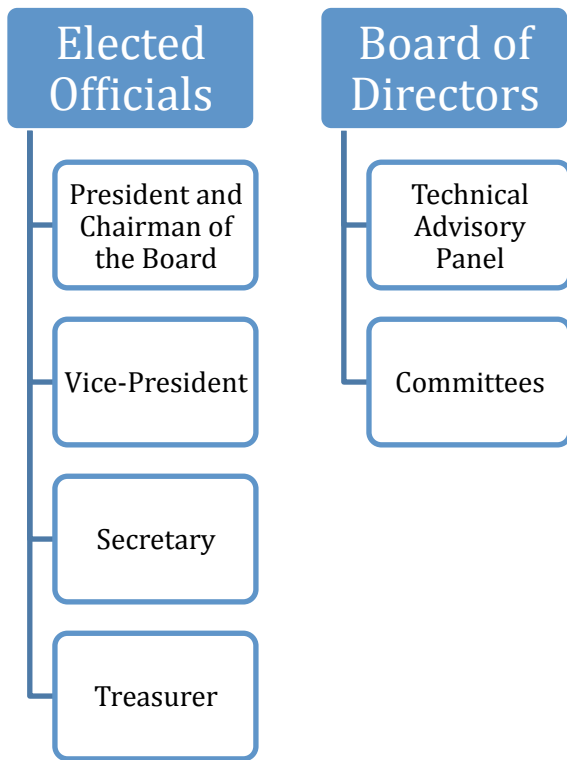 Elected
Officials
President and
Chairman of
the Board
Vice-President
Secretary
Treasurer
Board of
Directors
Technical
Advisory
Panel
Committees